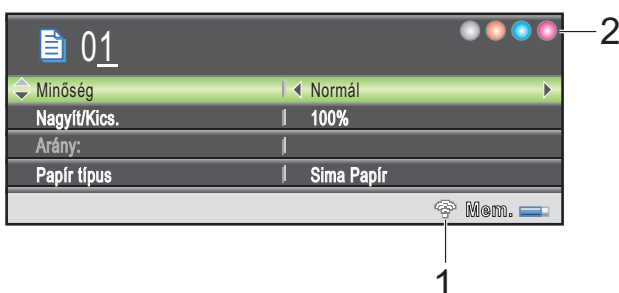 01
2
Minőség Normál
Nagyít/Kics. 100%
Arány:
Papír típus Sima Papír
Mem.
1